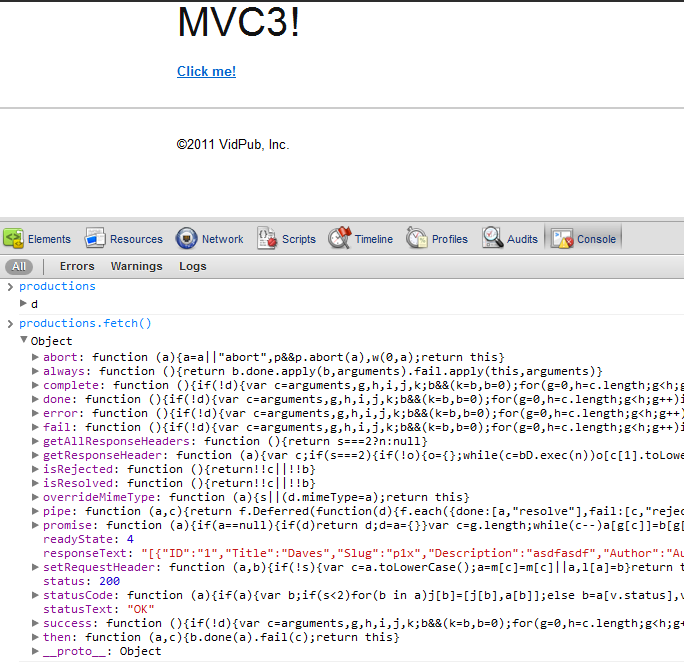 MVC3!
Click me!
©2011 VidPub, Inc.
Elements Resources Network Scripts Timeline Profiles Audits Console
All Errors Warnings Logs
productions
d
productions.fetch()
Object
abort: function (a){a=a||"abort",p&&p.abort(a),w(0,a);return this}
always: function (){return b.done.apply(b,arguments).fail.apply(this,arguments)}
complete: function (){if(!d){var c=arguments,g,h,i,j,k;b&&(k=b,b=0);for(g=0,h=c.length;g<h;g
done: function (){if(!d){var c=arguments,g,h,i,j,k;b&&(k=b,b=0);for(g=0,h=c.length;g<h;g++)i
error: function (){if(!d){var c=arguments,g,h,i,j,k;b&&(k=b,b=0);for(g=0,h=c.length;g<h;g++)
fail: function (){if(!d){var c=arguments,g,h,i,j,k;b&&(k=b,b=0);for(g=0,h=c.length;g<h;g++)i
getAllResponseHeaders: function (){return s===2?n:null}
getResponseHeader: function (a){var c;if(s===2){if(!o){o={};while(c=bD.exec(n))o[c[1].toLowe
isRejected: function (){return!!c||!!b}
isResolved: function (){return!!c||!!b}
overrideMimeType: function (a){s||(d.mimeType=a);return this}
pipe: function (a,c){return f.Deferred(function(d){f.each({done:[a,"resolve"],fail:[c,"rejec
promise: function (a){if(a==null){if(d)return d;d=a={}}var c=g.length;while(c--)a[g[c]]=b[g[
readyState: 4
responseText: "[{"ID":"1","Title":"Daves","Slug":"p1x","Description":"asdfasdf","Author":"Au
setRequestHeader: function (a,b){if(!s){var c=a.toLowerCase();a=m[c]=m[c]||a,l[a]=b}return t
status: 200
statusCode: function (a){if(a){var b;if(s<2)for(b in a)j[b]=[j[b],a[b]];else b=a[v.status],v
statusText: "OK"
success: function (){if(!d){var c=arguments,g,h,i,j,k;b&&(k=b,b=0);for(g=0,h=c.length;g<h;g+
then: function (a,c){b.done(a).fail(c);return this}
__proto__: Object